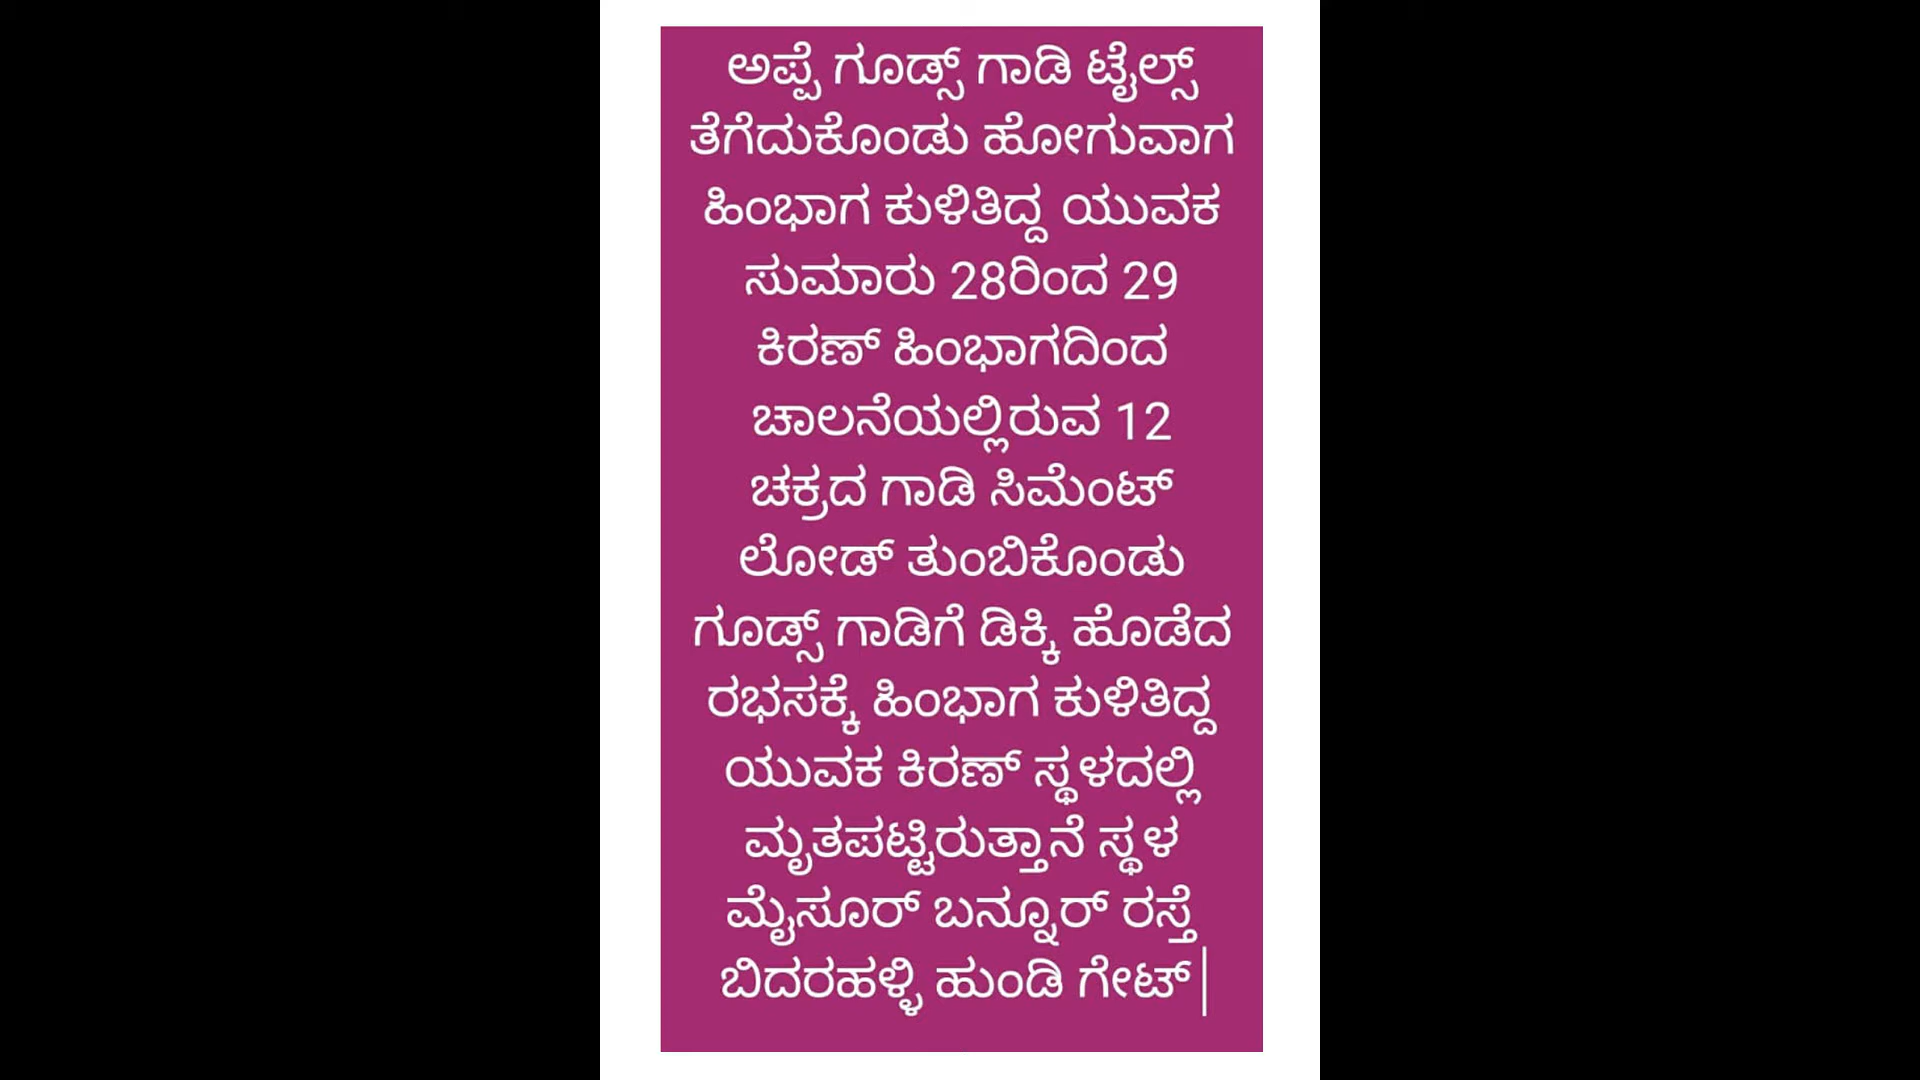 ಅಪ್ಪೆ ಗೂಡ್ಸ್ ಗಾಡಿ ಟೈಲ್ಸ್
ತೆಗೆದುಕೊಂಡು ಹೋಗುವಾಗ
ಹಿಂಭಾಗ ಕುಳಿತಿದ್ದ ಯುವಕ
ಸುಮಾರು 28ರಿಂದ 29
ಕಿರಣ್ ಹಿಂಭಾಗದಿಂದ
ಚಾಲನೆಯಲ್ಲಿರುವ 12
ಚಕ್ರದ ಗಾಡಿ ಸಿಮೆಂಟ್
ಲೋಡ್ ತುಂಬಿಕೊಂಡು
ಗೂಡ್ಸ್ ಗಾಡಿಗೆ ಡಿಕ್ಕಿ ಹೊಡೆದ
ರಭಸಕ್ಕೆ ಹಿಂಭಾಗ ಕುಳಿತಿದ್ದ
ಯುವಕ ಕಿರಣ್ ಸ್ಥಳದಲ್ಲಿ
ಮೃತಪಟ್ಟಿರುತ್ತಾನೆ ಸ್ಥಳ
ಮೈಸೂರ್ ಬನ್ನೂರ್ ರಸ್ತೆ
ಬಿದರಹಳ್ಳಿ ಹುಂಡಿ ಗೇಟ್